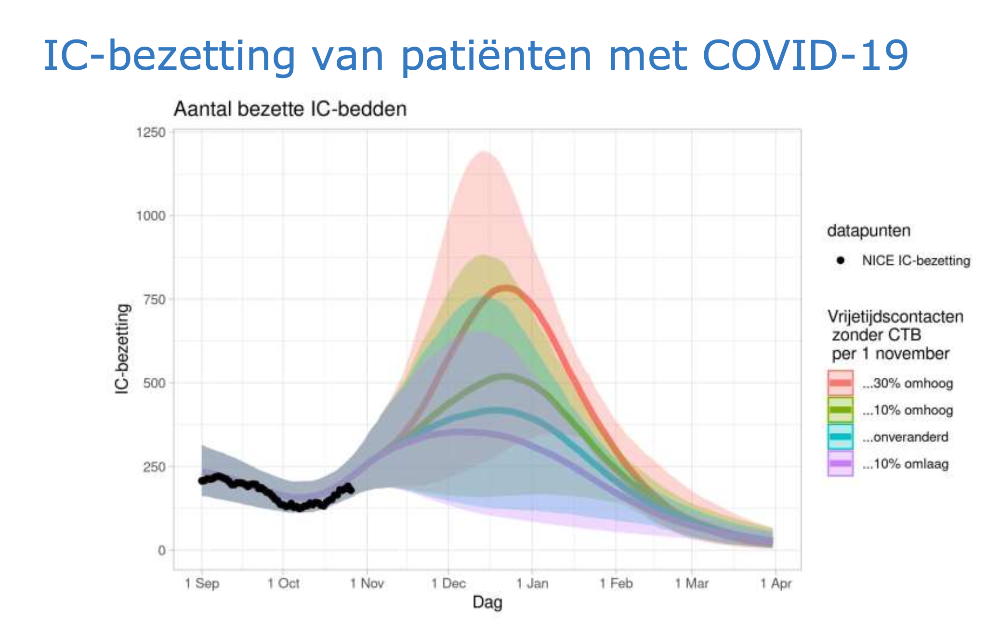 IC-bezetting van patiënten met COVID-19
Aantal bezette IC-bedden
1250
1000
750
500
250
0
IC-bezetting
1 Sep
1 Oct
1 Nov
1 Dec
1 Jan
1 Feb
1 Mar
1 Apr
Dag
datapunten
NICE IC-bezetting
Vrijetijdscontacten
zonder CTB
per 1 november
...30% omhoog
...10% omhoog
...onveranderd
...10% omlaag